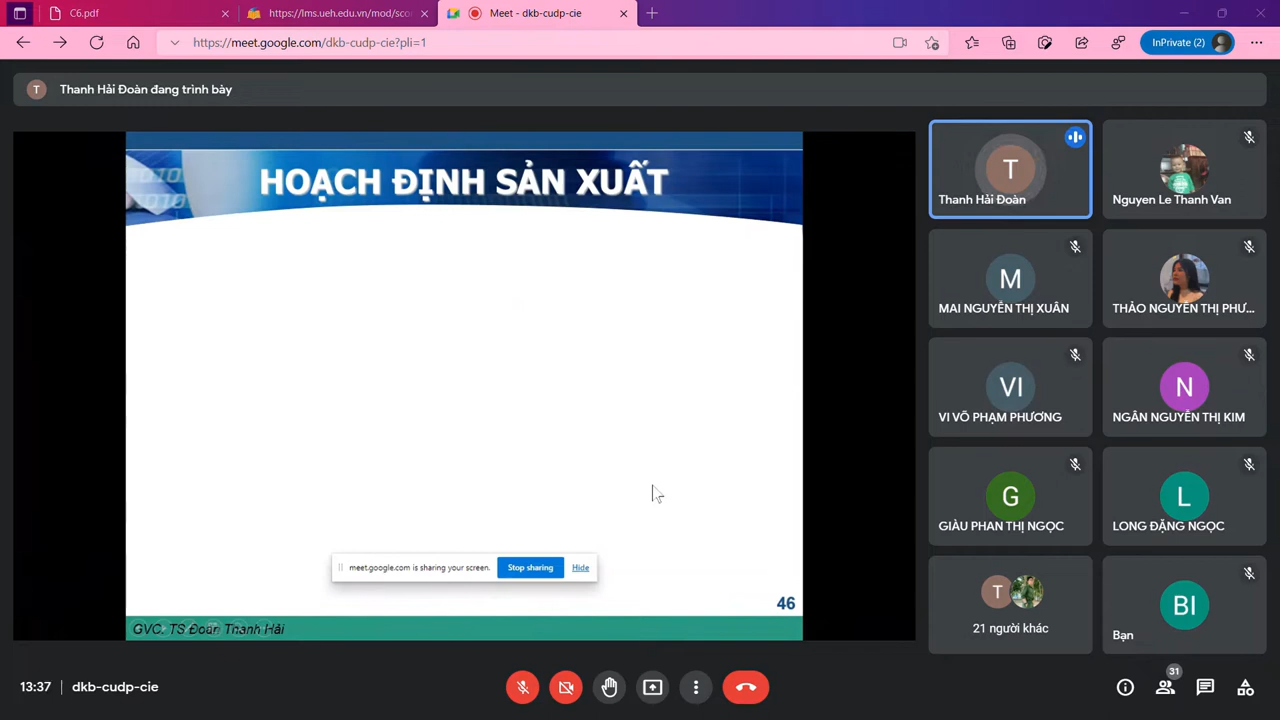 C6.pdf
https://lms.ueh.edu.vn/mod/sco
Meet - dkb-cudp-cie
https://meet.google.com/dkb-cudp-cie?pli=1
InPrivate (2)
T
Thanh Hải Đoàn đang trình bày
HOẠCH ĐỊNH SẢN XUẤT
meet.google.com is sharing your screen.
Stop sharing
Hide
46
GVC. TS Đoàn Thanh Hải
T
Thanh Hải Đoàn
Nguyen Le Thanh Van
M
MAI NGUYỄN THỊ XUÂN
THẢO NGUYỄN THỊ PHƯ...
VI
VI VÕ PHẠM PHƯƠNG
N
NGÂN NGUYỄN THỊ KIM
G
GIÀU PHAN THỊ NGỌC
L
LONG ĐẶNG NGỌC
T
21 người khác
BI
Bạn
13:37 | dkb-cudp-cie
31